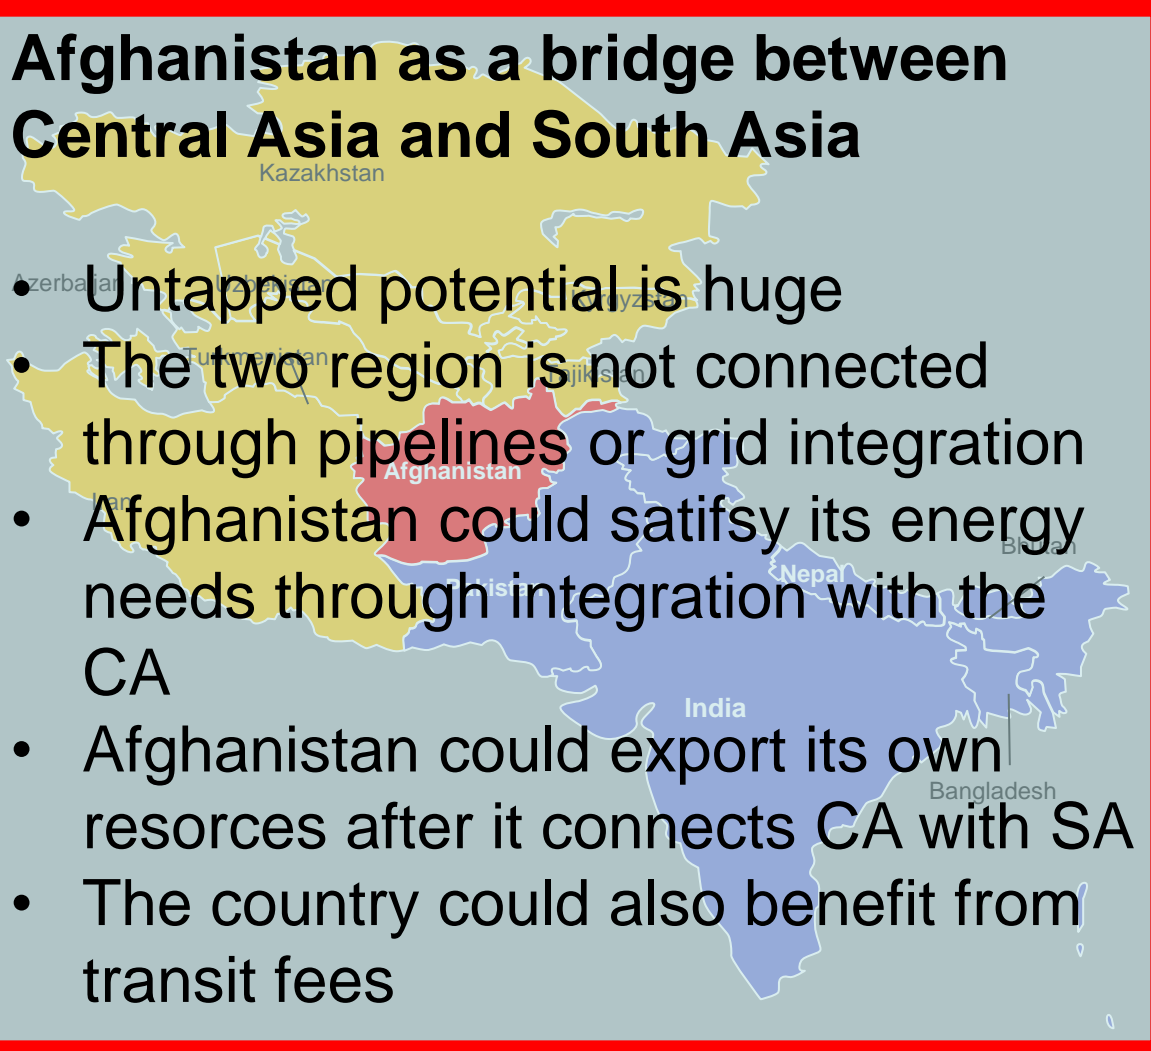 Afghanistan as a bridge between
Central Asia and South Asia
Kazakhstan
Azerbaijan
Uzbekistan
Kyrgyzstan
• Untapped potential is huge
Turkmenistan
Tajikistan
• The two region is not connected
through pipelines or grid integration
Afghanistan
Iran
• Afghanistan could satifsy its energy
Bhutan
needs through integration with the
Pakistan
Nepal
CA
India
• Afghanistan could export its own
Bangladesh
resorces after it connects CA with SA
• The country could also benefit from
transit fees